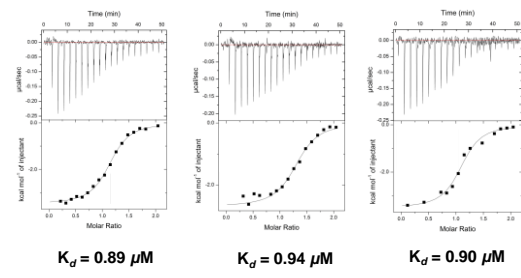 Time (min)
0 10 20 30 40 50
0.00
-0.05
-0.10
-0.15
-0.20
µcal/sec
0.0
-2.0
kcal mol⁻¹ of injectant
0.0 0.5 1.0 1.5 2.0
Molar Ratio
K_d = 0.89 µM
Time (min)
0 10 20 30 40 50
0.00
-0.05
-0.10
-0.15
-0.20
µcal/sec
0.0
-2.0
kcal mol⁻¹ of injectant
0.0 0.5 1.0 1.5 2.0
Molar Ratio
K_d = 0.94 µM
Time (min)
0 10 20 30 40 50
0.00
-0.05
-0.10
-0.15
-0.20
-0.25
µcal/sec
0.0
-2.0
kcal mol⁻¹ of injectant
0.0 0.5 1.0 1.5 2.0
Molar Ratio
K_d = 0.90 µM